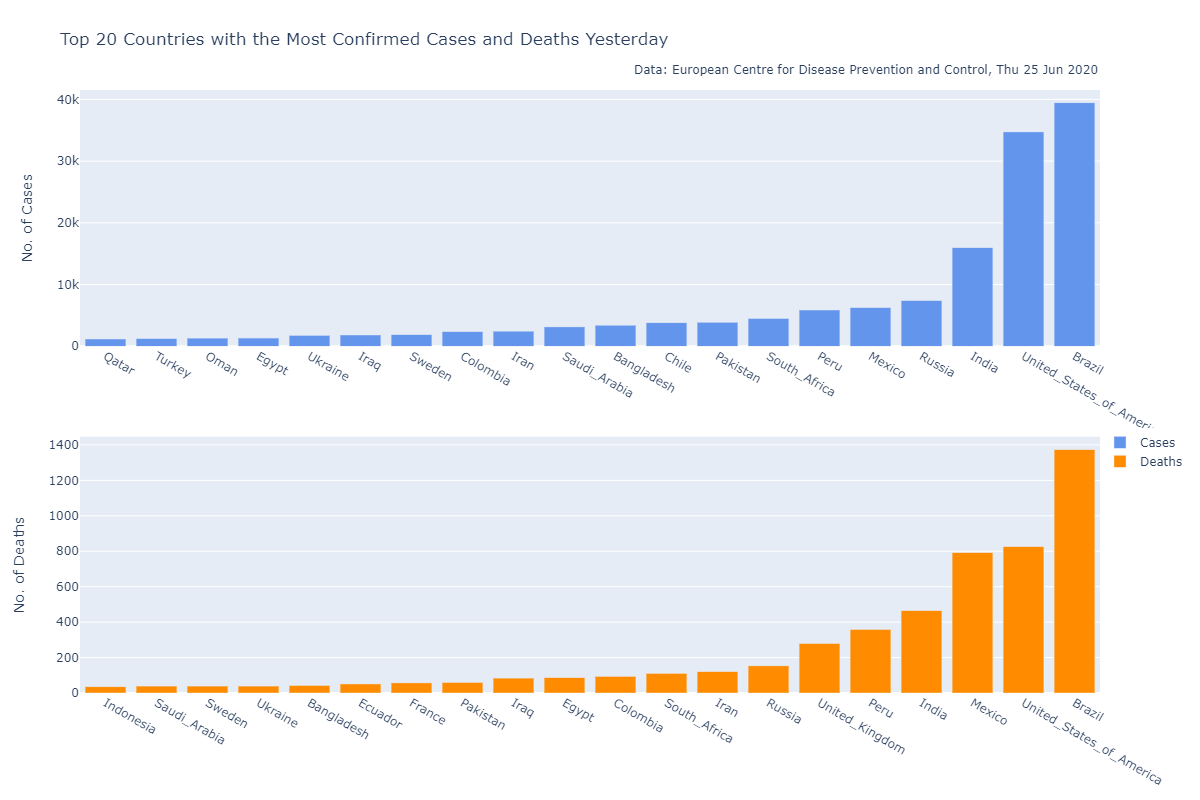 Top 20 Countries with the Most Confirmed Cases and Deaths Yesterday
Data: European Centre for Disease Prevention and Control, Thu 25 Jun 2020
No. of Cases
40k
30k
20k
10k
0
Qatar
Turkey
Oman
Egypt
Ukraine
Iraq
Sweden
Colombia
Iran
Saudi_Arabia
Bangladesh
Chile
Pakistan
South_Africa
Peru
Mexico
Russia
India
United_States_of_Ameri
Brazil
Cases
Deaths
No. of Deaths
1400
1200
1000
800
600
400
200
0
Indonesia
Saudi_Arabia
Sweden
Ukraine
Bangladesh
Ecuador
France
Pakistan
Iraq
Egypt
Colombia
South_Africa
Iran
Russia
United_Kingdom
Peru
India
Mexico
United_States_of_America
Brazil